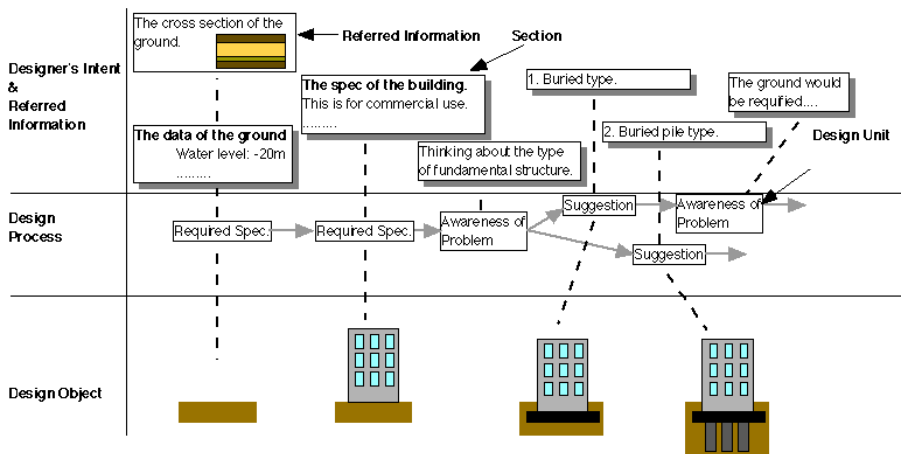 The cross section of the
ground.
Referred Information
Section
Designer's Intent
&
Referred
Information
The spec of the building.
This is for commercial use.
.........
1. Buried type.
The ground would
be requified....
The data of the ground
Water level: -20m
.........
2. Buried pile type.
Design Unit
Thinking about the type
of fundamental structure.
Design
Process
Required Spec.
Required Spec.
Awareness of
Problem
Suggestion
Awareness of
Problem
Suggestion
Design Object